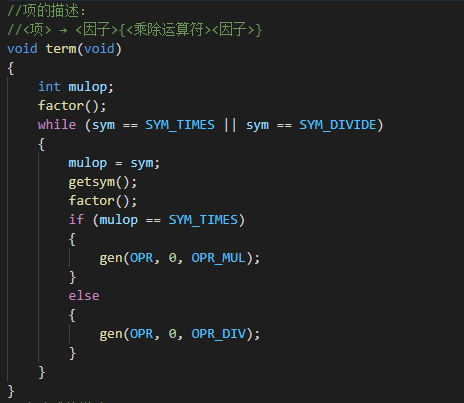 //项的描述：
//<项> → <因子>{<乘除运算符><因子>}
void term(void)
{
    int mulop;
    factor();
    while (sym == SYM_TIMES || sym == SYM_DIVIDE)
    {
        mulop = sym;
        getsym();
        factor();
        if (mulop == SYM_TIMES)
        {
            gen(OPR, 0, OPR_MUL);
        }
        else
        {
            gen(OPR, 0, OPR_DIV);
        }
    }
}